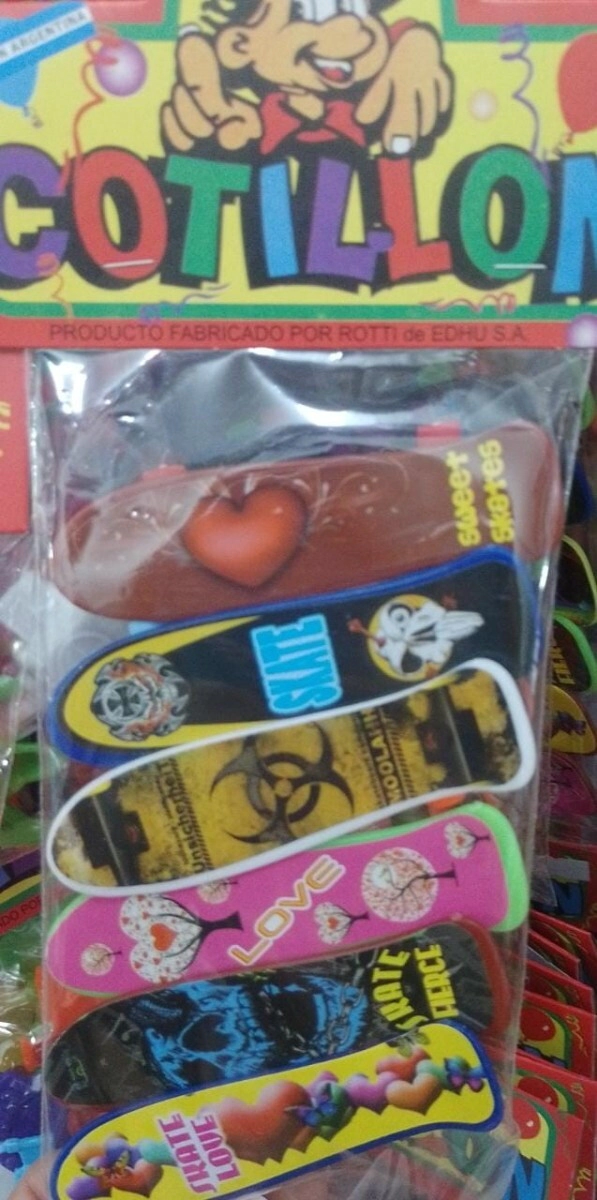 N ARGENTINA
COTILLON
PRODUCTO FABRICADO POR ROTTI de EDHU S.A.
sweet
skates
SKATE
LOVE
SKATE
FIERCE
SKATE
LOVE